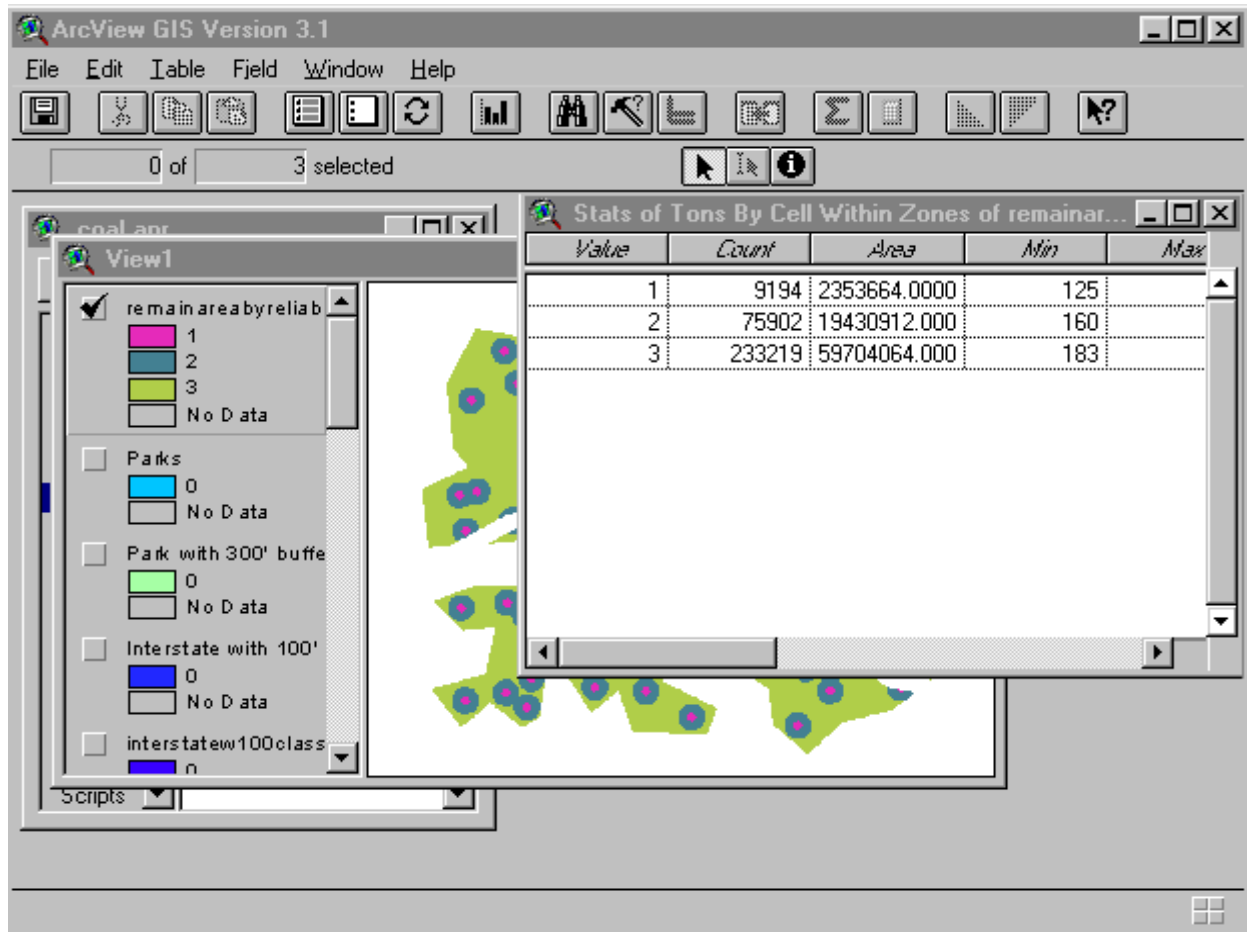 ArcView GIS Version 3.1
File Edit Table Field Window Help
0 of 3 selected
coal.apr
View1
remainareabyreliab
1
2
3
No Data
Parks
0
No Data
Park with 300' buffe
0
No Data
Interstate with 100'
0
No Data
interstatew100class
0
Scripts
Stats of Tons By Cell Within Zones of remainar...
Value Count Area Min Max
1 9194 2353664.0000 125
2 75902 19430912.000 160
3 233219 59704064.000 183